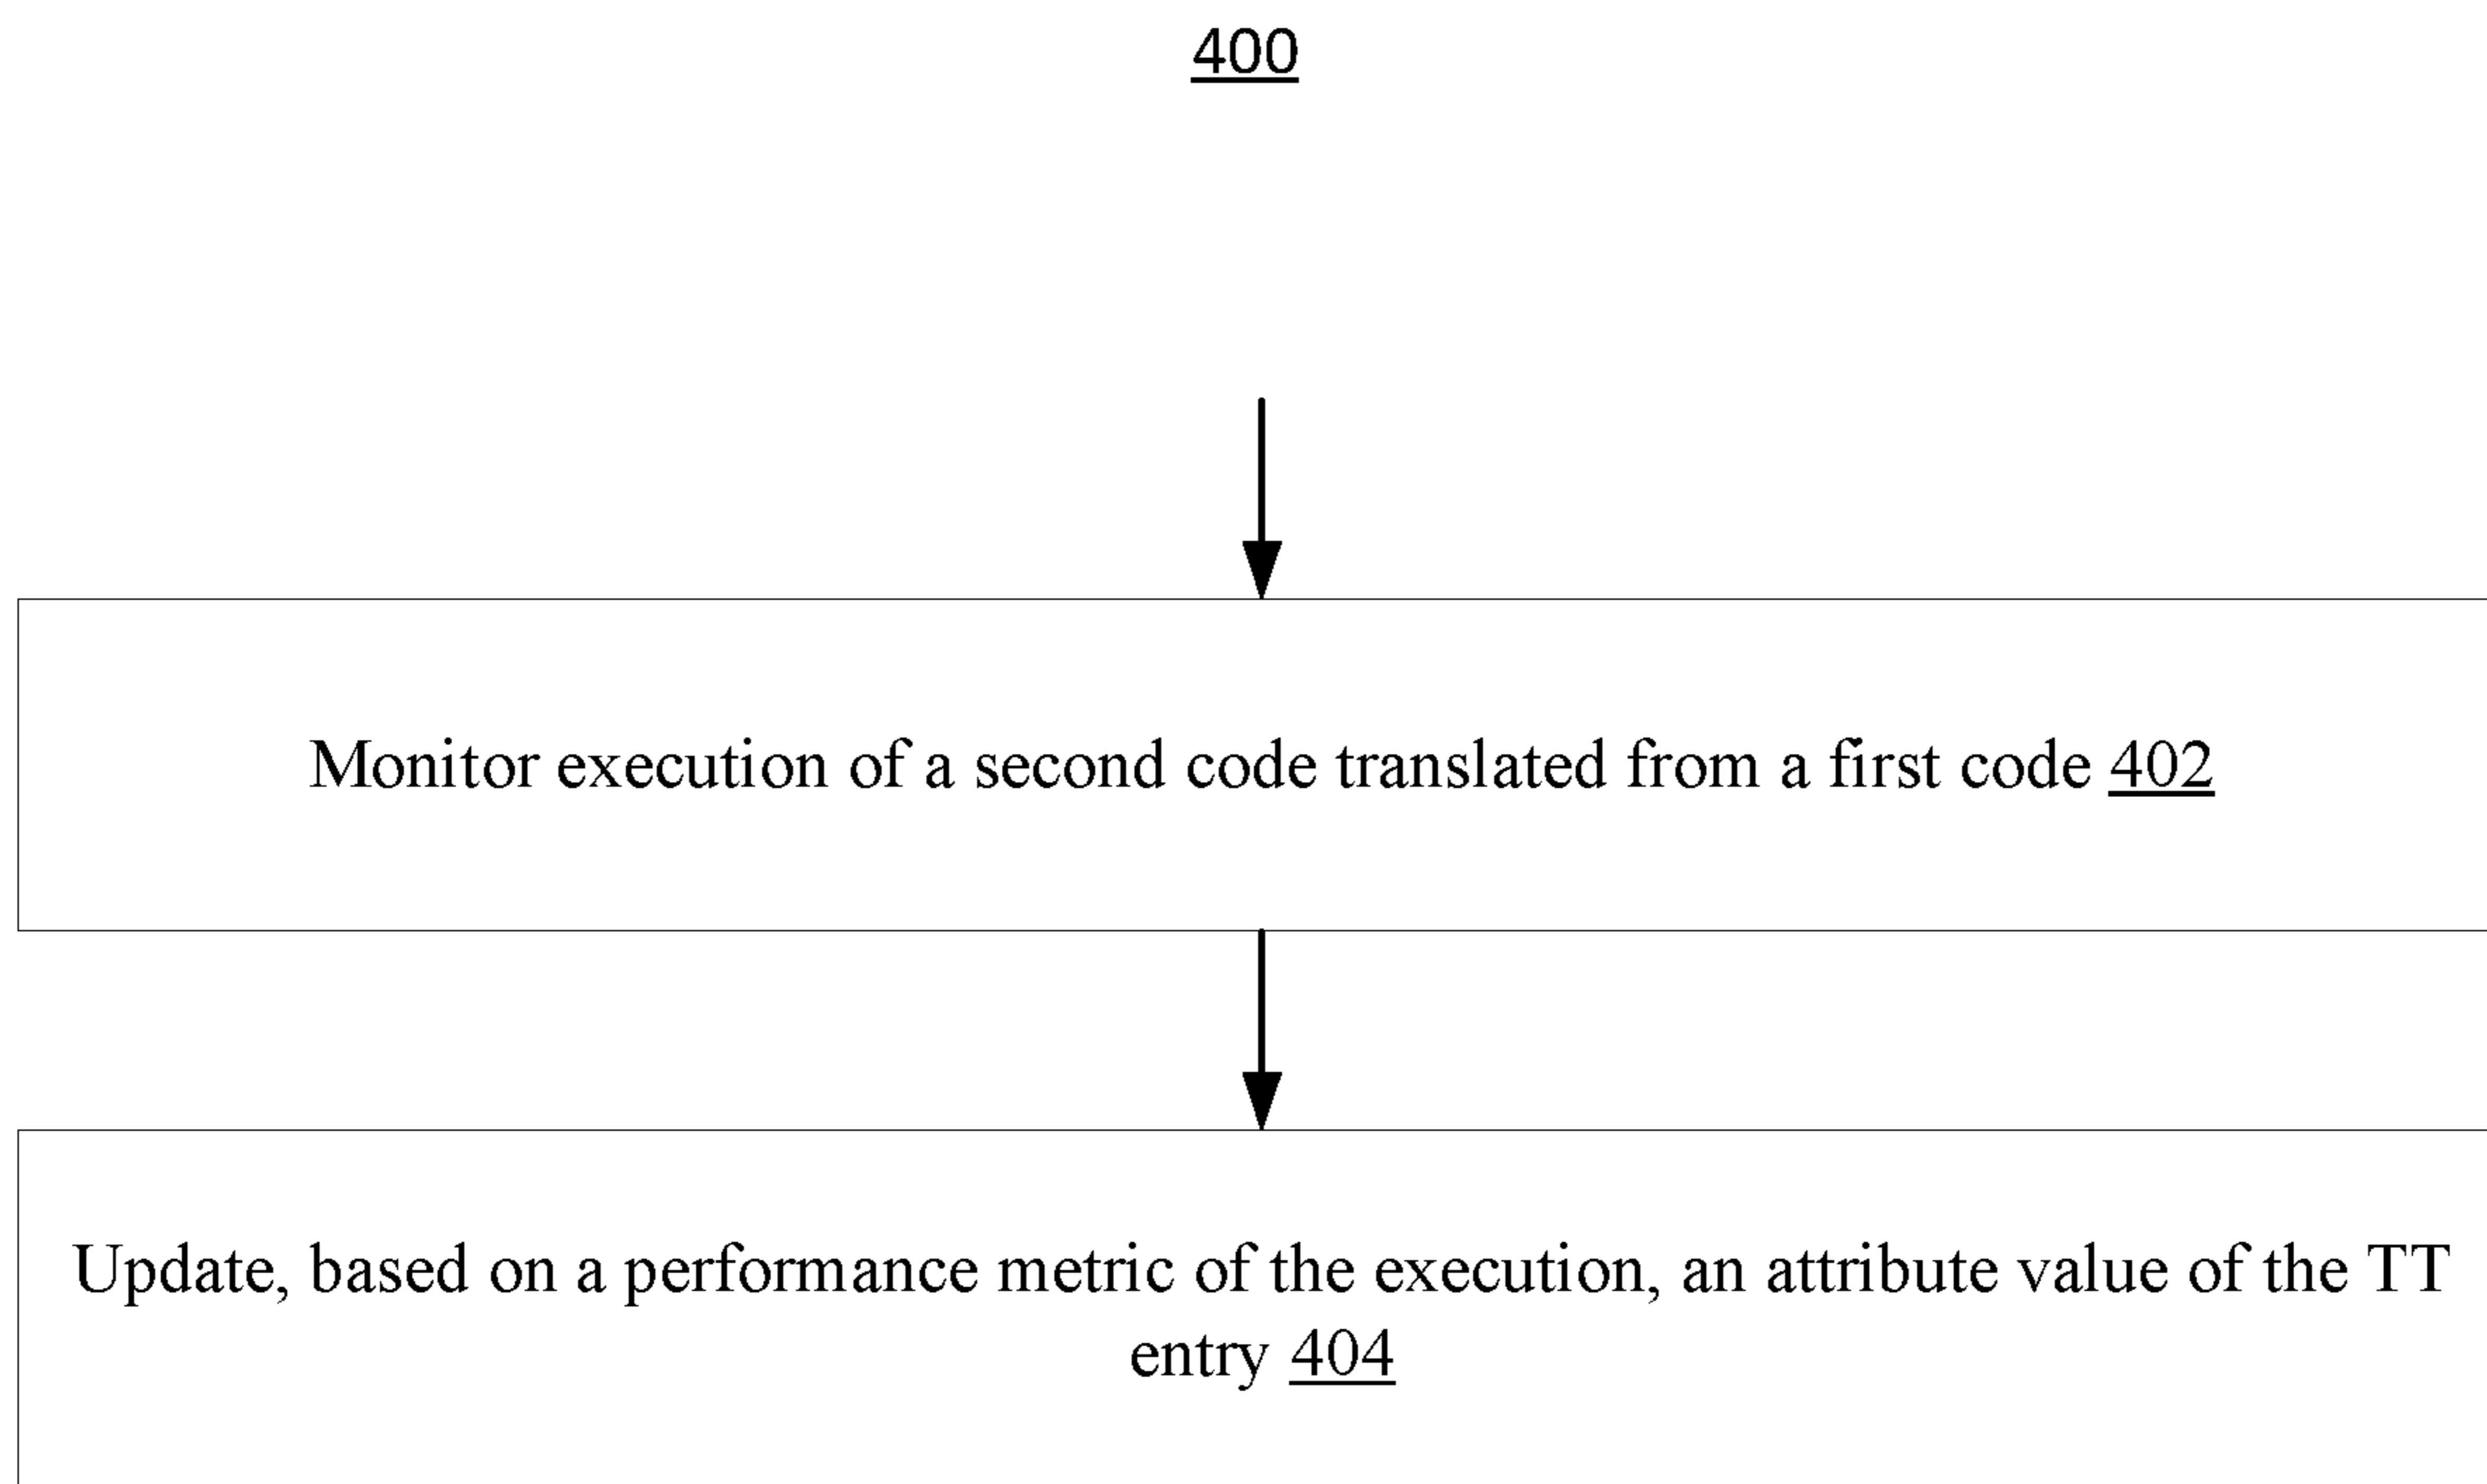 400
Monitor execution of a second code translated from a first code 402
Update, based on a performance metric of the execution, an attribute value of the TT
entry 404